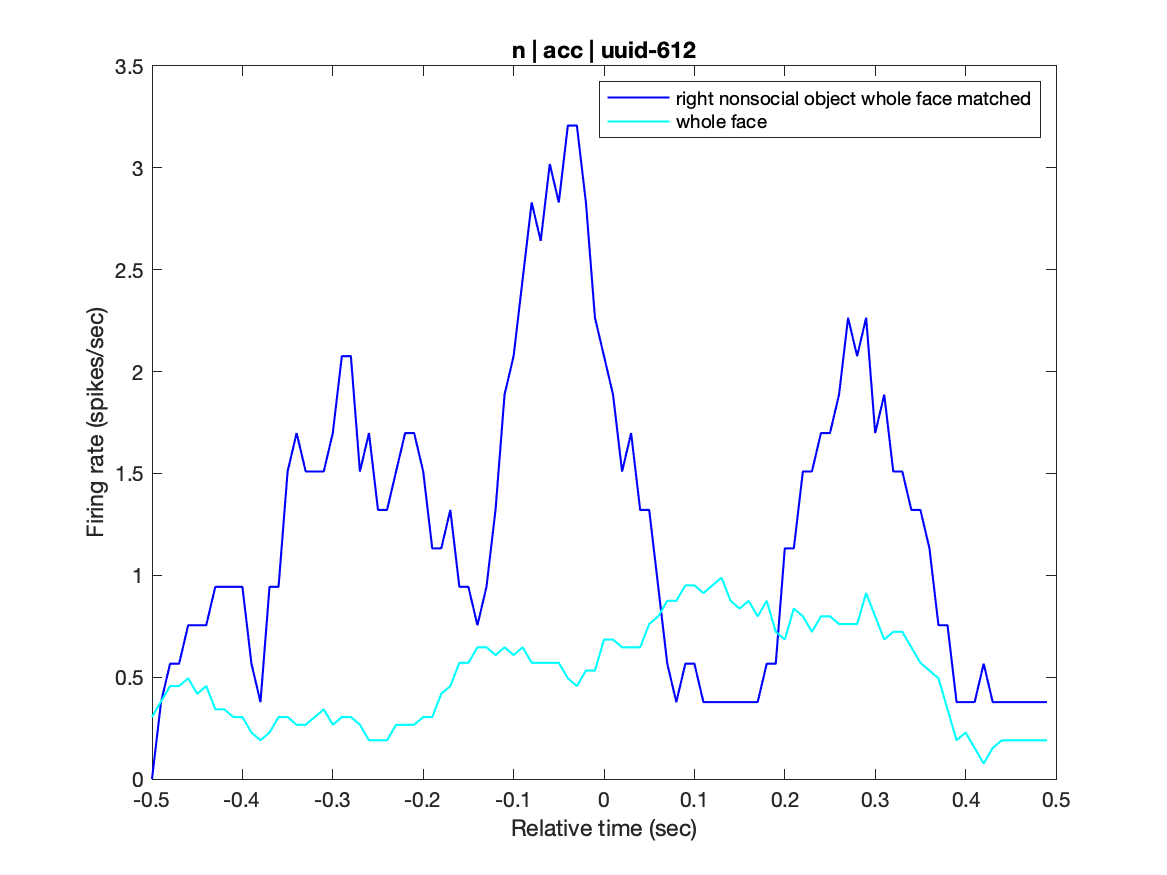 n | acc | uuid-612
3.5
3
2.5
2
1.5
1
0.5
0
Firing rate (spikes/sec)
right nonsocial object whole face matched
whole face
-0.5 -0.4 -0.3 -0.2 -0.1 0 0.1 0.2 0.3 0.4 0.5
Relative time (sec)